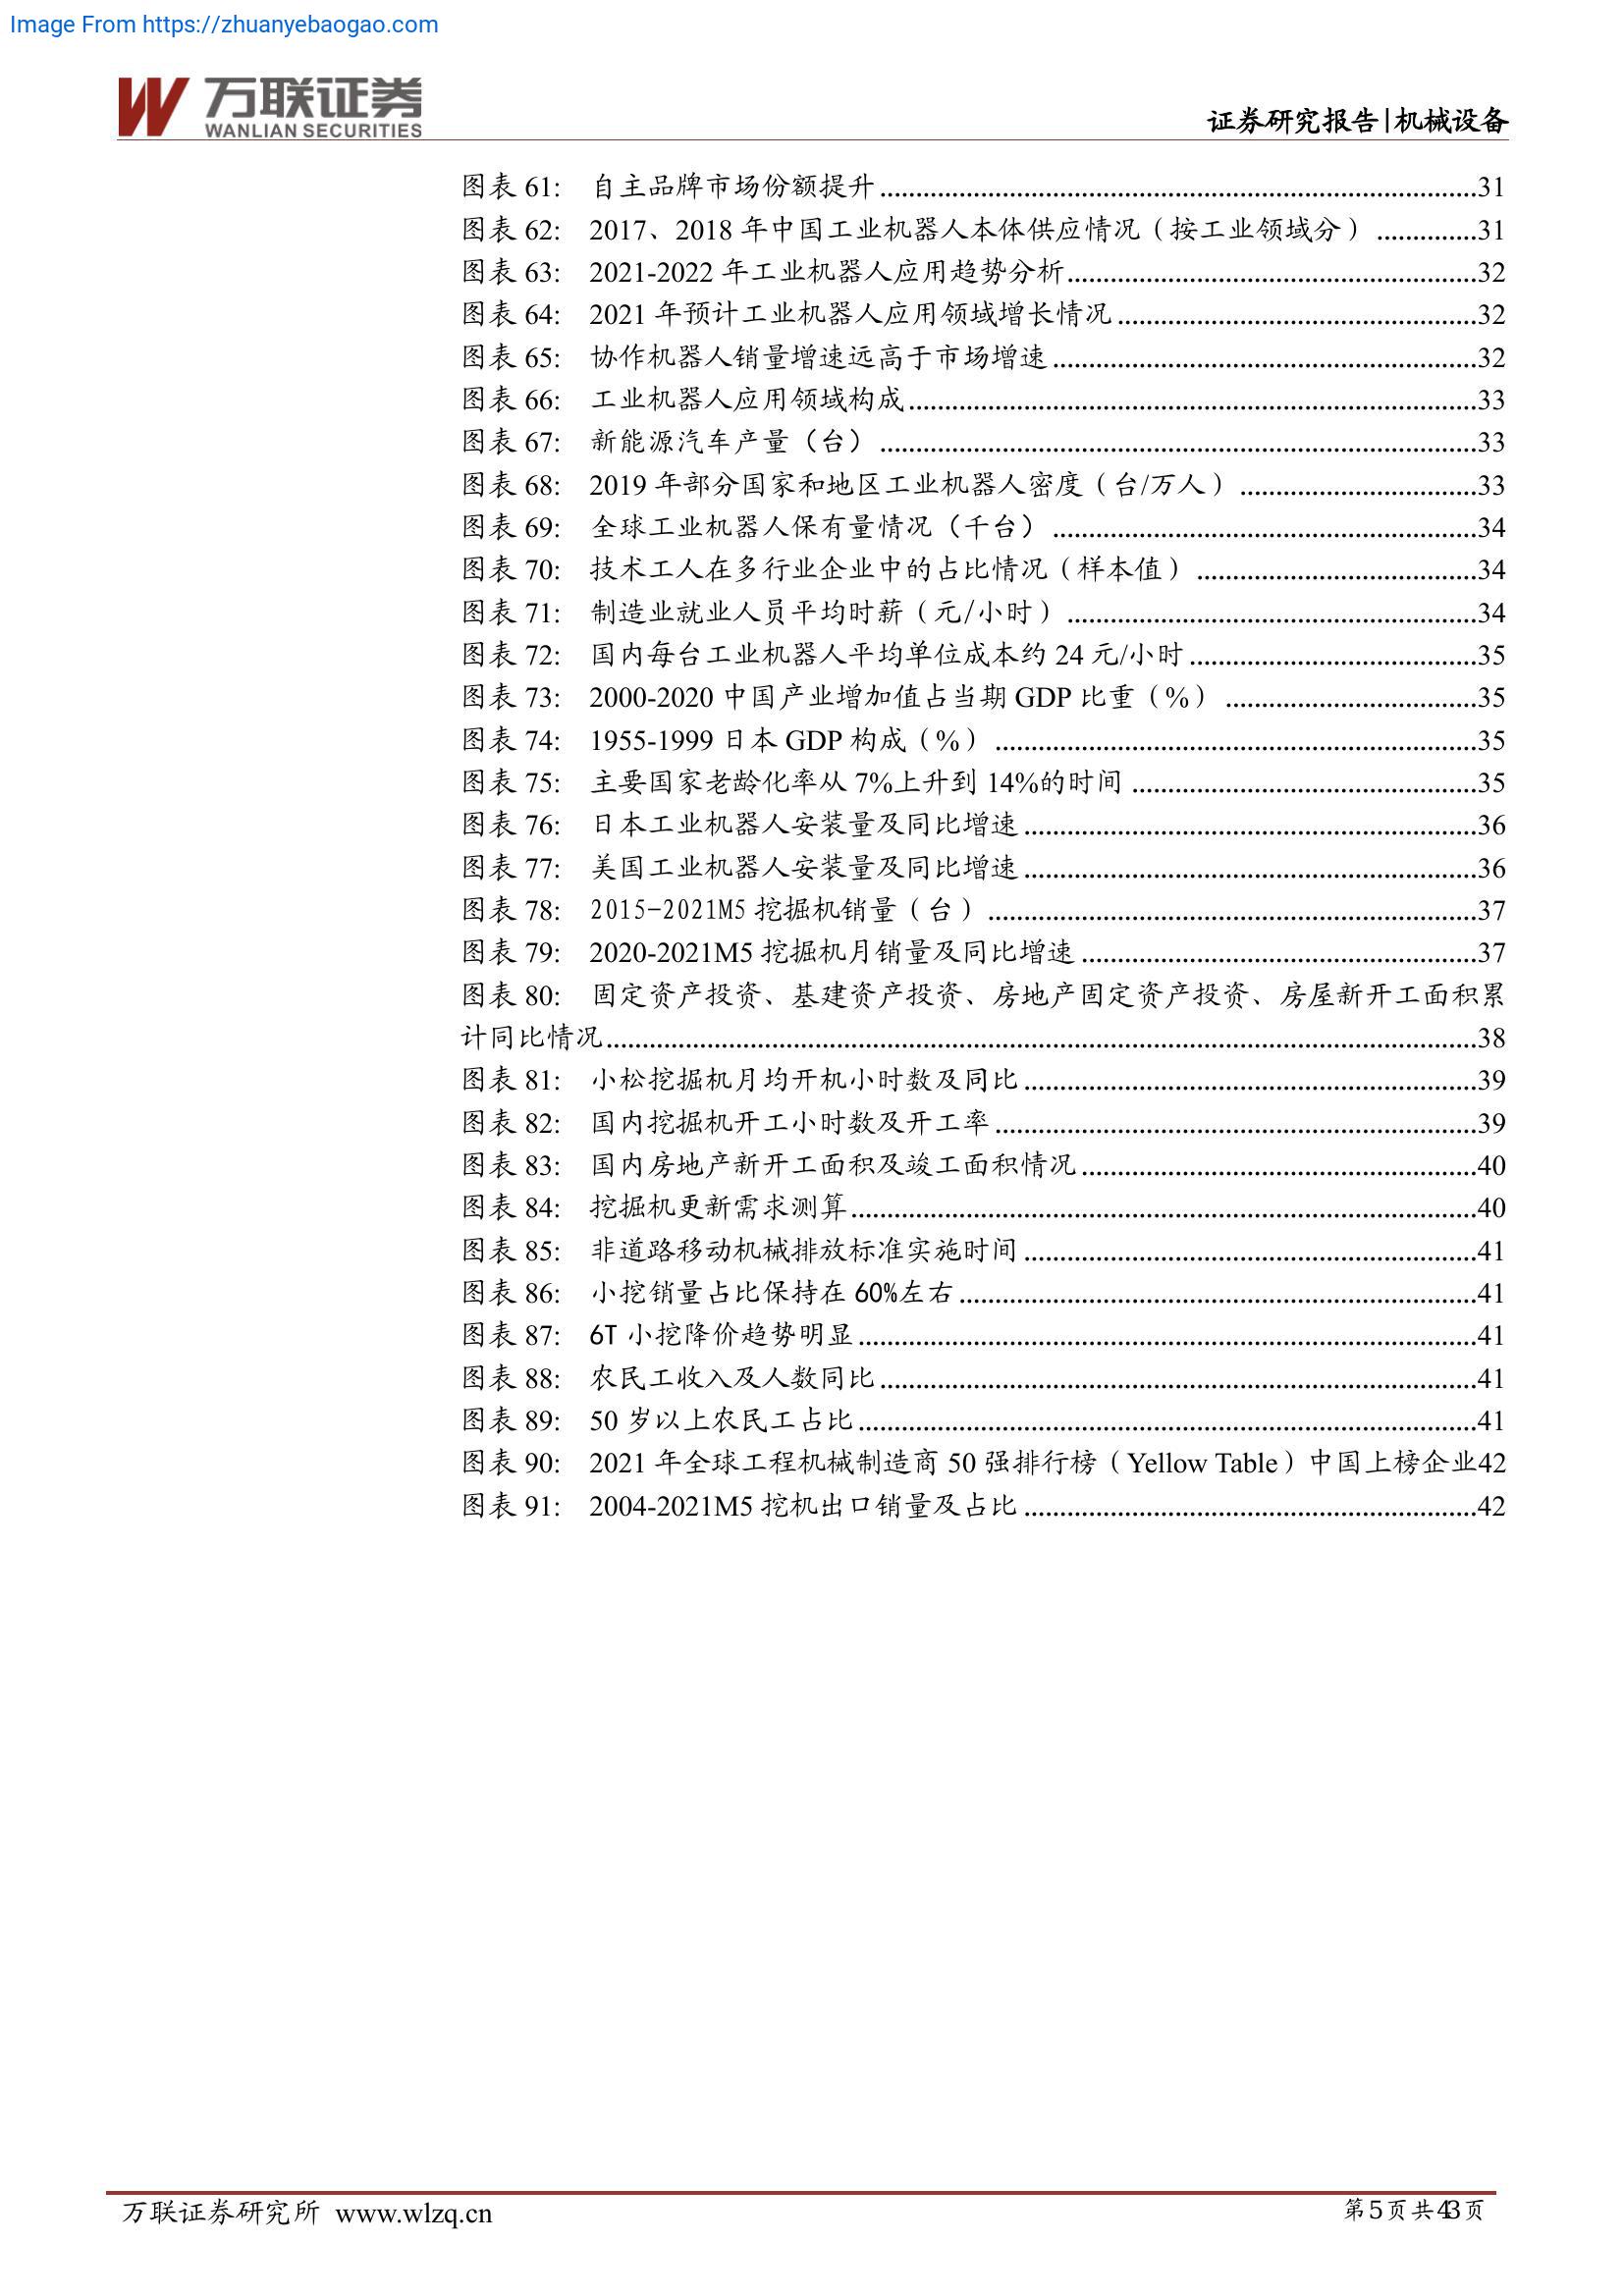 Image From https://zhuanyebaogao.com
万联证券
WANLIAN SECURITIES
证券研究报告|机械设备
图表 61: 自主品牌市场份额提升...................................................................................31
图表 62: 2017、2018 年中国工业机器人本体供应情况（按工业领域分）..............31
图表 63: 2021-2022 年工业机器人应用趋势分析.........................................................32
图表 64: 2021 年预计工业机器人应用领域增长情况..................................................32
图表 65: 协作机器人销量增速远高于市场增速...........................................................32
图表 66: 工业机器人应用领域构成...............................................................................33
图表 67: 新能源汽车产量（台）...................................................................................33
图表 68: 2019 年部分国家和地区工业机器人密度（台/万人）.................................33
图表 69: 全球工业机器人保有量情况（千台）...........................................................34
图表 70: 技术工人在多行业企业中的占比情况（样本值）.......................................34
图表 71: 制造业就业人员平均时薪（元/小时）.........................................................34
图表 72: 国内每台工业机器人平均单位成本约 24 元/小时........................................35
图表 73: 2000-2020 中国产业增加值占当期 GDP 比重（%）...................................35
图表 74: 1955-1999 日本 GDP 构成（%）...................................................................35
图表 75: 主要国家老龄化率从 7%上升到 14%的时间................................................35
图表 76: 日本工业机器人安装量及同比增速...............................................................36
图表 77: 美国工业机器人安装量及同比增速...............................................................36
图表 78: 2015-2021M5 挖掘机销量（台）....................................................................37
图表 79: 2020-2021M5 挖掘机月销量及同比增速.......................................................37
图表 80: 固定资产投资、基建资产投资、房地产固定资产投资、房屋新开工面积累
计同比情况.........................................................................................................................38
图表 81: 小松挖掘机月均开机小时数及同比...............................................................39
图表 82: 国内挖掘机开工小时数及开工率...................................................................39
图表 83: 国内房地产新开工面积及竣工面积情况.......................................................40
图表 84: 挖掘机更新需求测算.......................................................................................40
图表 85: 非道路移动机械排放标准实施时间...............................................................41
图表 86: 小挖销量占比保持在 60%左右........................................................................41
图表 87: 6T 小挖降价趋势明显......................................................................................41
图表 88: 农民工收入及人数同比...................................................................................41
图表 89: 50 岁以上农民工占比......................................................................................41
图表 90: 2021 年全球工程机械制造商 50 强排行榜（Yellow Table）中国上榜企业42
图表 91: 2004-2021M5 挖机出口销量及占比...............................................................42
万联证券研究所 www.wlzq.cn
第5页共43页